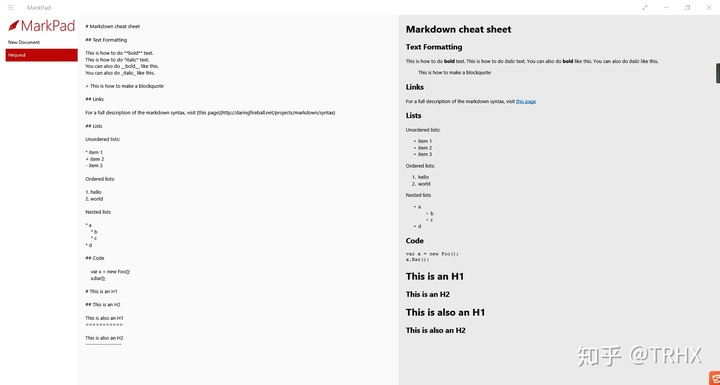 MarkPad
MarkPad
New Document
Help.md
# Markdown cheat sheet
## Text Formatting
This is how to do **bold** text.
This is how to do *italic* text.
You can also do __bold__ like this.
You can also do _italic_ like this.
> This is how to make a blockquote
## Links
For a full description of the markdown syntax, visit [this page](http://daringfireball.net/projects/markdown/syntax)
## Lists
Unordered lists:
* item 1
+ item 2
- item 3
Ordered lists:
1. hello
2. world
Nested lists
* a
* b
* c
* d
## Code
var x = new Foo();
x.Bar();
# This is an H1
## This is an H2
This is also an H1
===========
This is also an H2
------------------
Markdown cheat sheet
Text Formatting
This is how to do bold text. This is how to do italic text. You can also do bold like this. You can also do italic like this.
This is how to make a blockquote
Links
For a full description of the markdown syntax, visit this page
Lists
Unordered lists:
• item 1
• item 2
• item 3
Ordered lists:
1. hello
2. world
Nested lists
• a
• b
• c
• d
Code
var x = new Foo();
x.Bar();
This is an H1
This is an H2
This is also an H1
This is also an H2
知乎 @TRHX